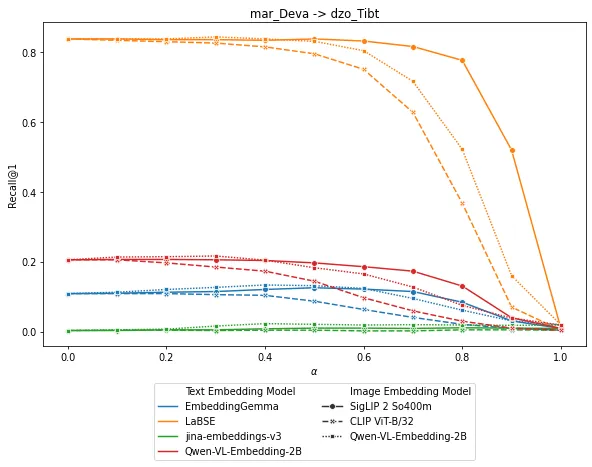 mar_Deva -> dzo_Tibt
Recall@1
0.8
0.6
0.4
0.2
0.0
0.0 0.2 0.4 0.6 0.8 1.0
α
Text Embedding Model
EmbeddingGemma
LaBSE
jina-embeddings-v3
Qwen-VL-Embedding-2B
Image Embedding Model
SigLIP 2 So400m
CLIP ViT-B/32
Qwen-VL-Embedding-2B